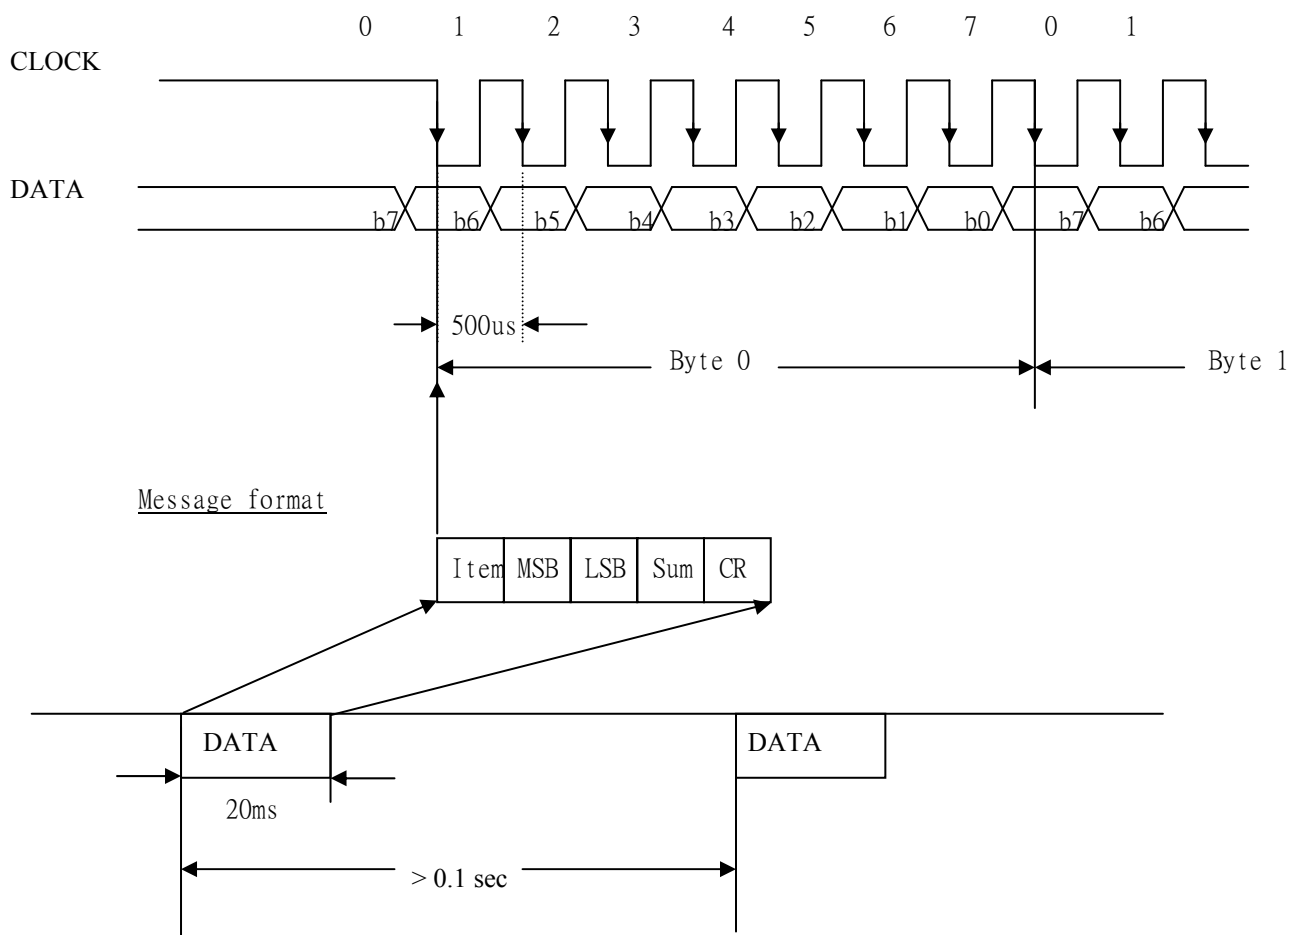 0 1 2 3 4 5 6 7 0 1
CLOCK
DATA
b7 b6 b5 b4 b3 b2 b1 b0 b7 b6
500us
Byte 0 Byte 1
Message format
Item MSB LSB Sum CR
DATA DATA
20ms
> 0.1 sec